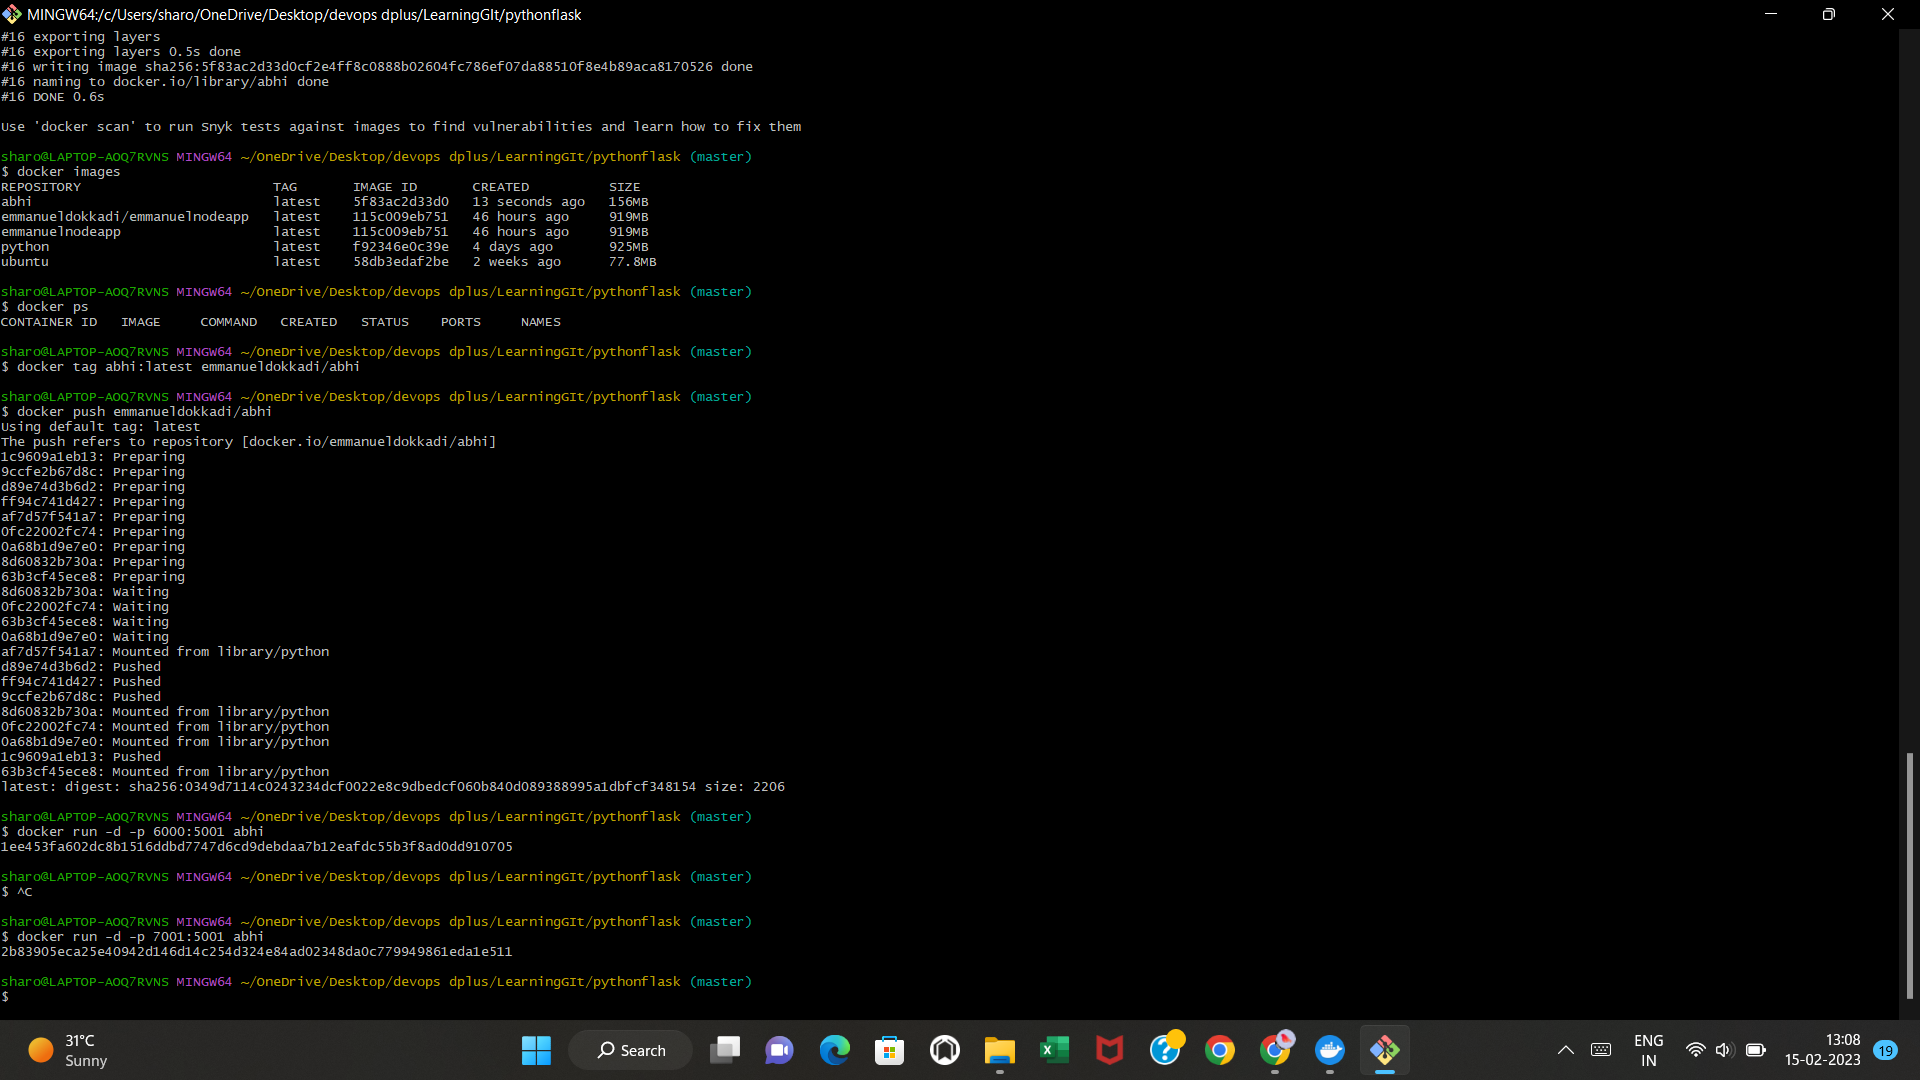 MINGW64:/c/Users/sharo/OneDrive/Desktop/devops dplus/LearningGIt/pythonflask
#16 exporting layers
#16 exporting layers 0.5s done
#16 writing image sha256:5f83ac2d33d0cf2e4ff8c0888b02604fc786ef07da88510f8e4b89aca8170526 done
#16 naming to docker.io/library/abhi done
#16 DONE 0.6s
Use 'docker scan' to run Snyk tests against images to find vulnerabilities and learn how to fix them
sharo@LAPTOP-AOQ7RVNS MINGW64 ~/OneDrive/Desktop/devops dplus/LearningGIt/pythonflask (master)
$ docker images
REPOSITORY TAG IMAGE ID CREATED SIZE
abhi latest 5f83ac2d33d0 13 seconds ago 156MB
emmanueldokkadi/emmanuelnodeapp latest 115c009eb751 46 hours ago 919MB
emmanuelnodeapp latest 115c009eb751 46 hours ago 919MB
python latest f92346e0c39e 4 days ago 925MB
ubuntu latest 58db3edaf2be 2 weeks ago 77.8MB
sharo@LAPTOP-AOQ7RVNS MINGW64 ~/OneDrive/Desktop/devops dplus/LearningGIt/pythonflask (master)
$ docker ps
CONTAINER ID IMAGE COMMAND CREATED STATUS PORTS NAMES
sharo@LAPTOP-AOQ7RVNS MINGW64 ~/OneDrive/Desktop/devops dplus/LearningGIt/pythonflask (master)
$ docker tag abhi:latest emmanueldokkadi/abhi
sharo@LAPTOP-AOQ7RVNS MINGW64 ~/OneDrive/Desktop/devops dplus/LearningGIt/pythonflask (master)
$ docker push emmanueldokkadi/abhi
Using default tag: latest
The push refers to repository [docker.io/emmanueldokkadi/abhi]
1c9609a1eb13: Preparing
9ccfe2b67d8c: Preparing
d89e74d3b6d2: Preparing
ff94c741d427: Preparing
af7d57f541a7: Preparing
0fc22002fc74: Preparing
0a68b1d9e7e0: Preparing
8d60832b730a: Preparing
63b3cf45ece8: Preparing
8d60832b730a: Waiting
0fc22002fc74: Waiting
63b3cf45ece8: Waiting
0a68b1d9e7e0: Waiting
af7d57f541a7: Mounted from library/python
d89e74d3b6d2: Pushed
ff94c741d427: Pushed
9ccfe2b67d8c: Pushed
8d60832b730a: Mounted from library/python
0fc22002fc74: Mounted from library/python
0a68b1d9e7e0: Mounted from library/python
1c9609a1eb13: Pushed
63b3cf45ece8: Mounted from library/python
latest: digest: sha256:0349d7114c0243234dcf0022e8c9dbedcf060b840d089388995a1dbfcf348154 size: 2206
sharo@LAPTOP-AOQ7RVNS MINGW64 ~/OneDrive/Desktop/devops dplus/LearningGIt/pythonflask (master)
$ docker run -d -p 6000:5001 abhi
1ee453fa602dc8b1516ddbd7747d6cd9debdaa7b12eafdc55b3f8ad0dd910705
sharo@LAPTOP-AOQ7RVNS MINGW64 ~/OneDrive/Desktop/devops dplus/LearningGIt/pythonflask (master)
$ ^C
sharo@LAPTOP-AOQ7RVNS MINGW64 ~/OneDrive/Desktop/devops dplus/LearningGIt/pythonflask (master)
$ docker run -d -p 7001:5001 abhi
2b83905eca25e40942d146d14c254d324e84ad02348da0c779949861eda1e511
sharo@LAPTOP-AOQ7RVNS MINGW64 ~/OneDrive/Desktop/devops dplus/LearningGIt/pythonflask (master)
$
31°C
Sunny
Search
ENG
IN
13:08
15-02-2023
19